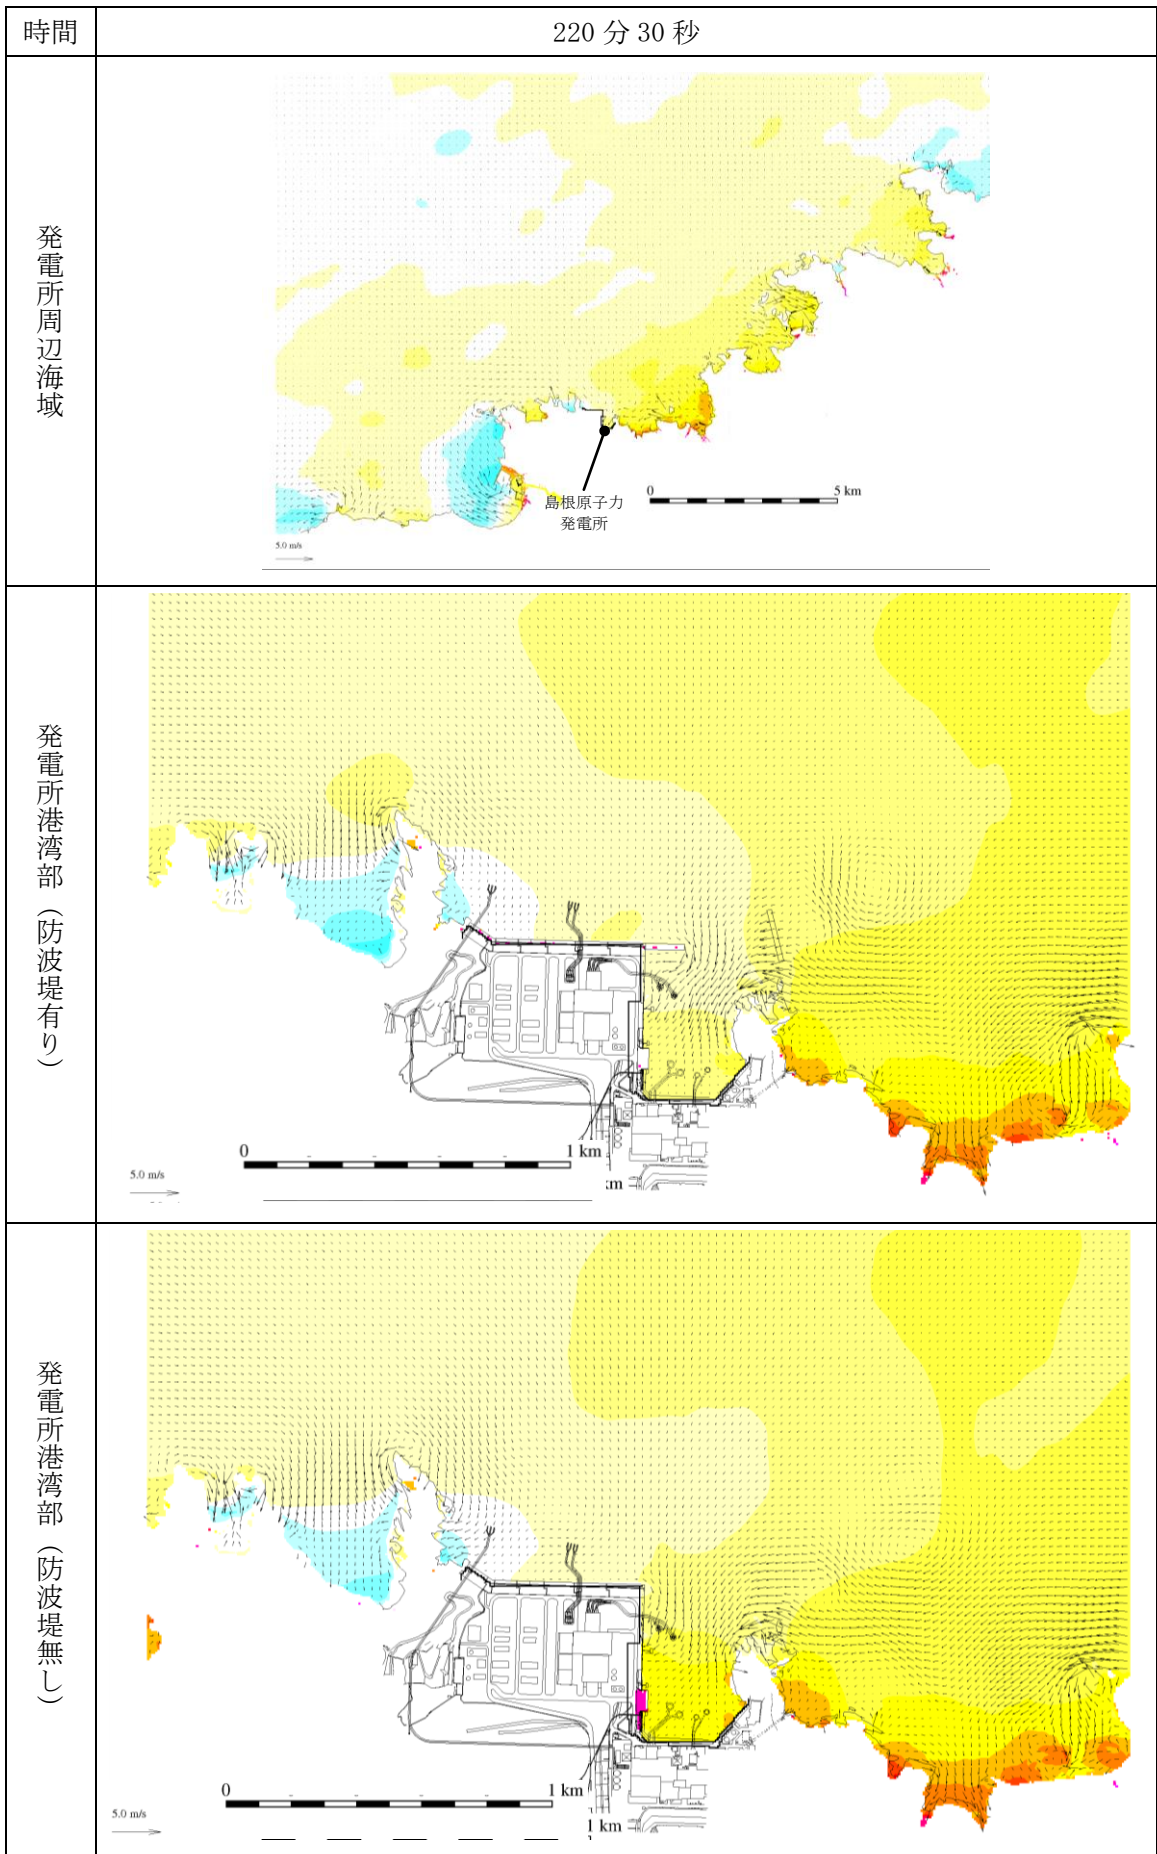 時間
220 分 30 秒
発電所周辺海域
島根原子力
発電所
0 5 km
5.0 m/s
発電所港湾部（防波堤有り）
0 1 km
km
5.0 m/s
発電所港湾部（防波堤無し）
0 1 km
1 km
5.0 m/s